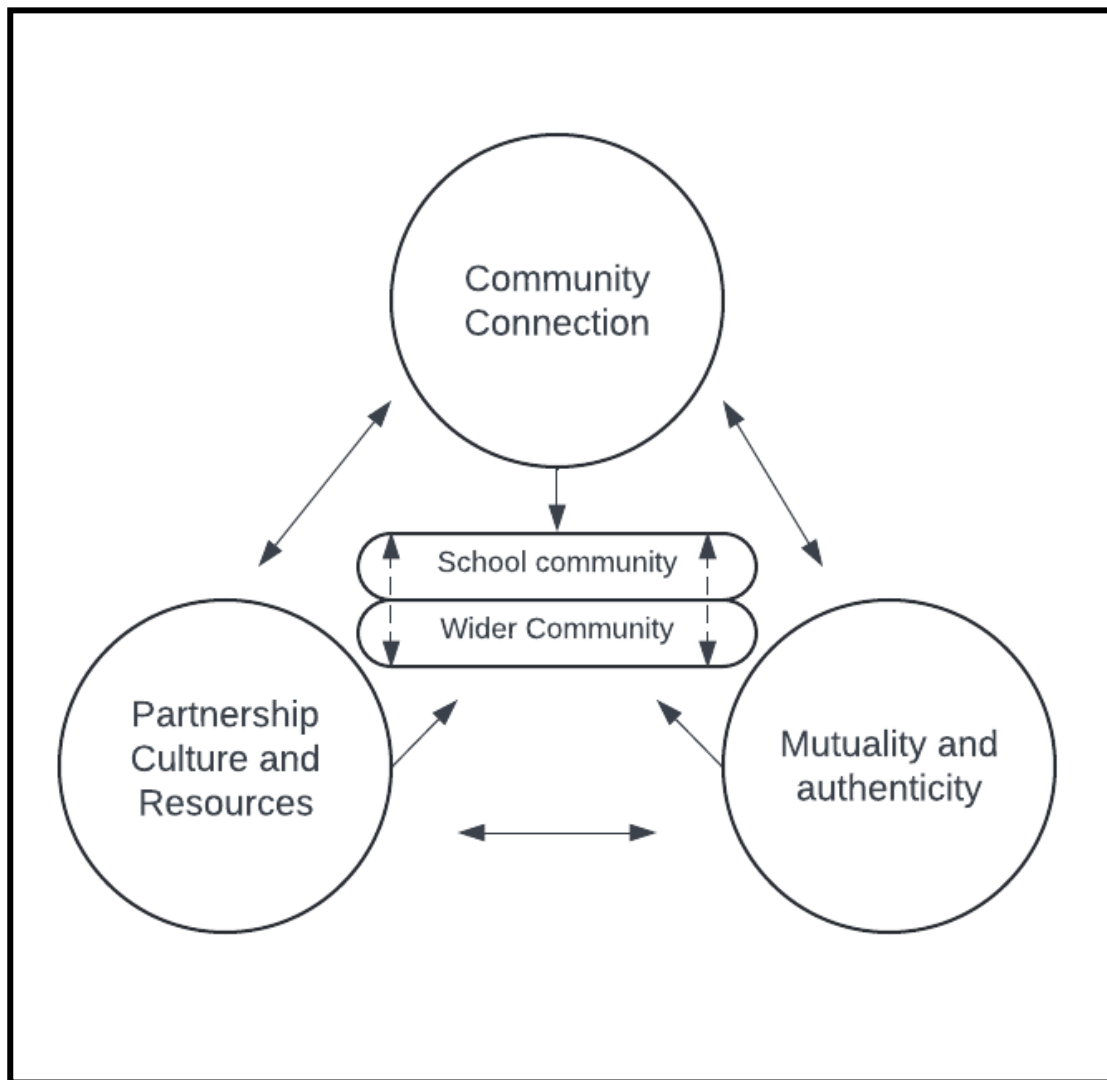 Community
Connection
School community
Wider Community
Partnership
Culture and
Resources
Mutuality and
authenticity